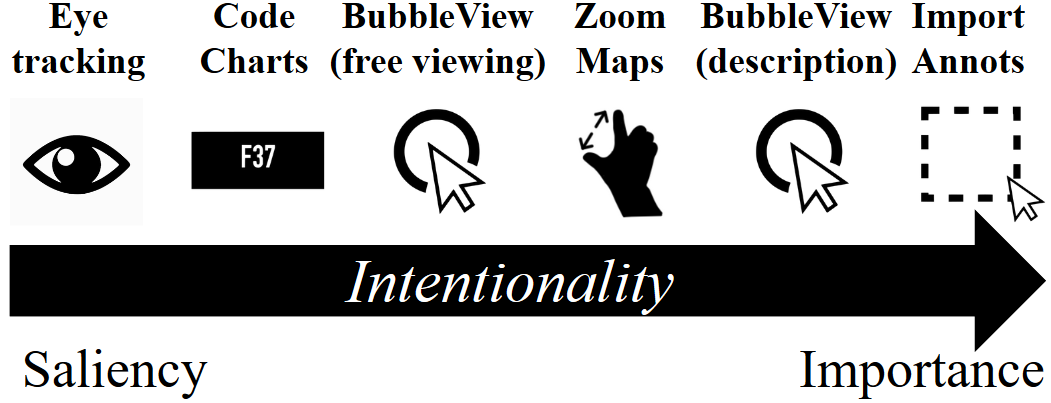 Eye
tracking
Code
Charts
BubbleView
(free viewing)
Zoom
Maps
BubbleView
(description)
Import
Annots
F37
Intentionality
Saliency
Importance